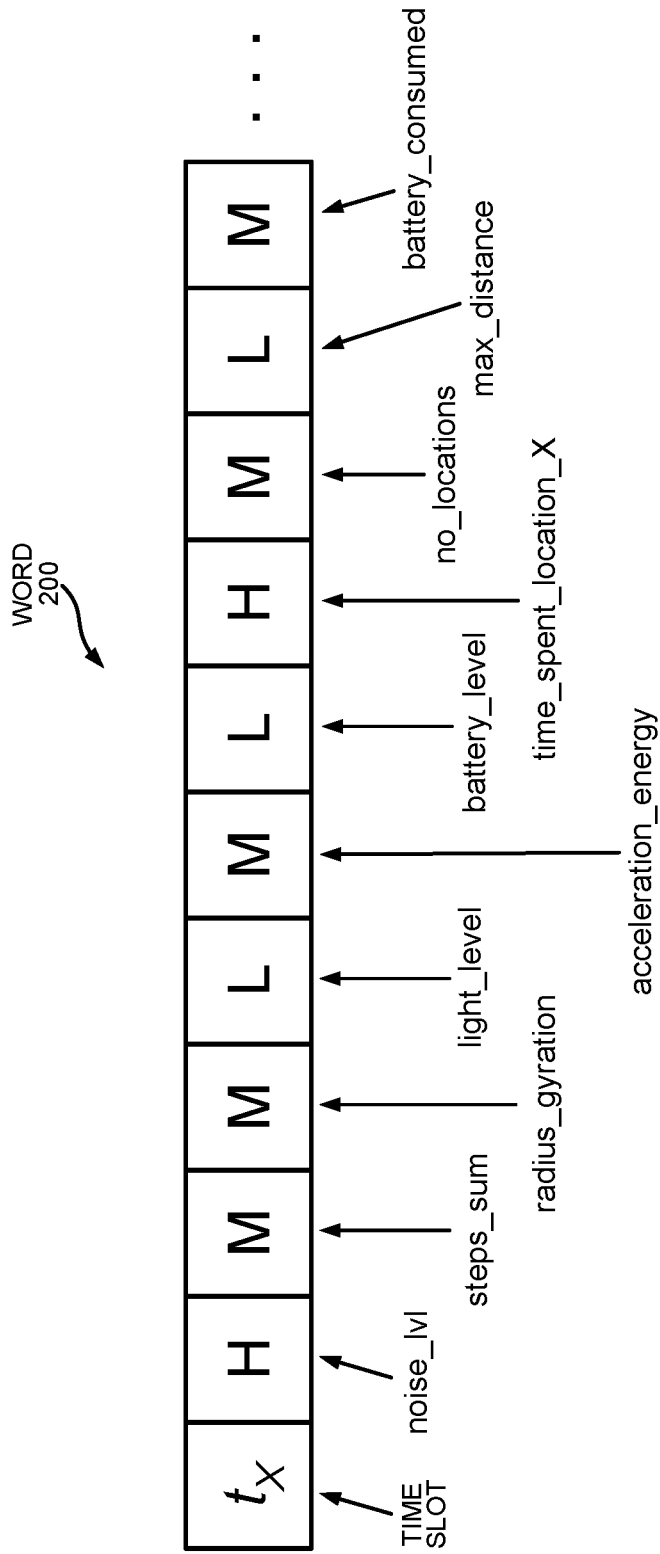 WORD
200
t_X H M M L M L H M L M . . .
TIME
SLOT
noise_lvl
steps_sum
radius_gyration
light_level
acceleration_energy
battery_level
time_spent_location_X
no_locations
max_distance
battery_consumed